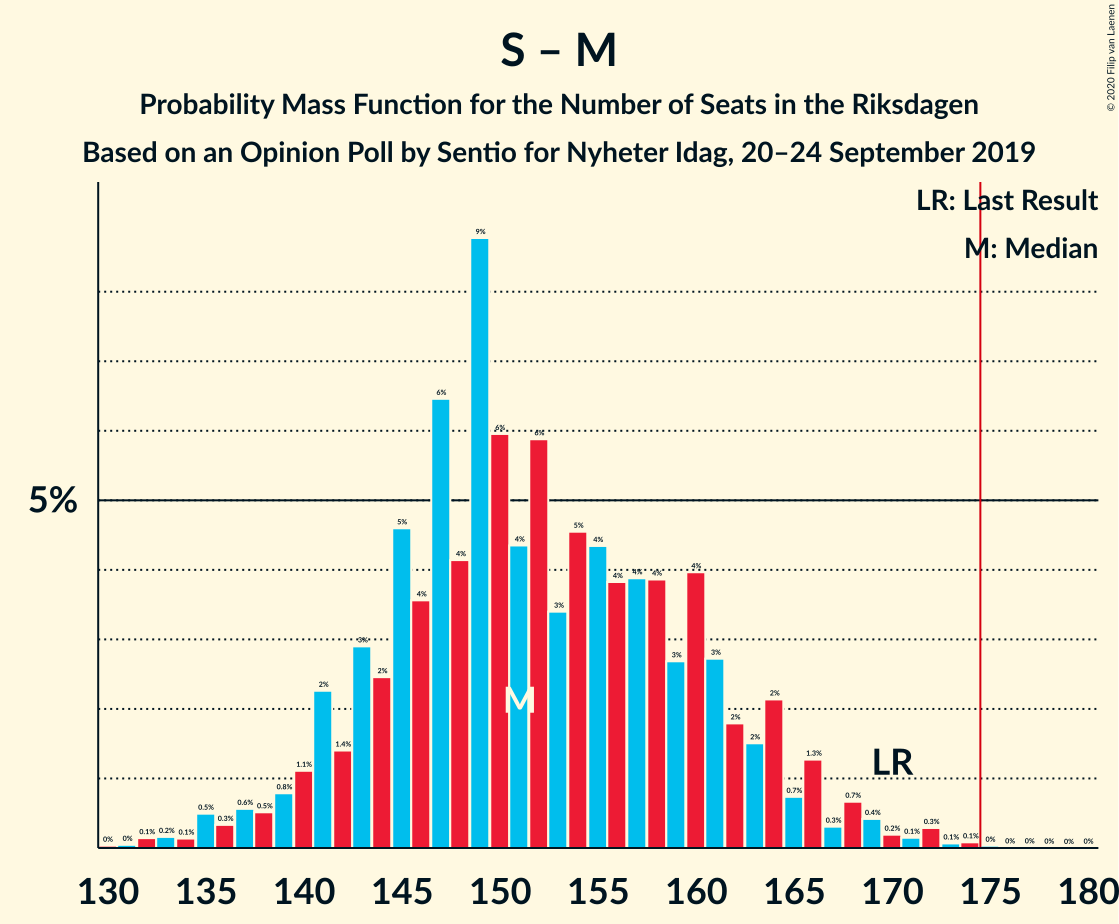 S – M
Probability Mass Function for the Number of Seats in the Riksdagen
Based on an Opinion Poll by Sentio for Nyheter Idag, 20–24 September 2019
© 2020 Filip van Laenen
LR: Last Result
M: Median
5%
0% 0% 0.1% 0.2% 0.1% 0.5% 0.3% 0.6% 0.5% 0.8% 1.1% 2% 1.4% 3% 2% 5% 4% 6% 4% 9% 6% 4% 6% 3% 5% 4% 4% 4% 4% 3% 4% 3% 2% 2% 2% 0.7% 1.3% 0.3% 0.7% 0.4% 0.2% 0.1% 0.3% 0.1% 0.1% 0% 0% 0% 0% 0% 0%
M
LR
130 135 140 145 150 155 160 165 170 175 180